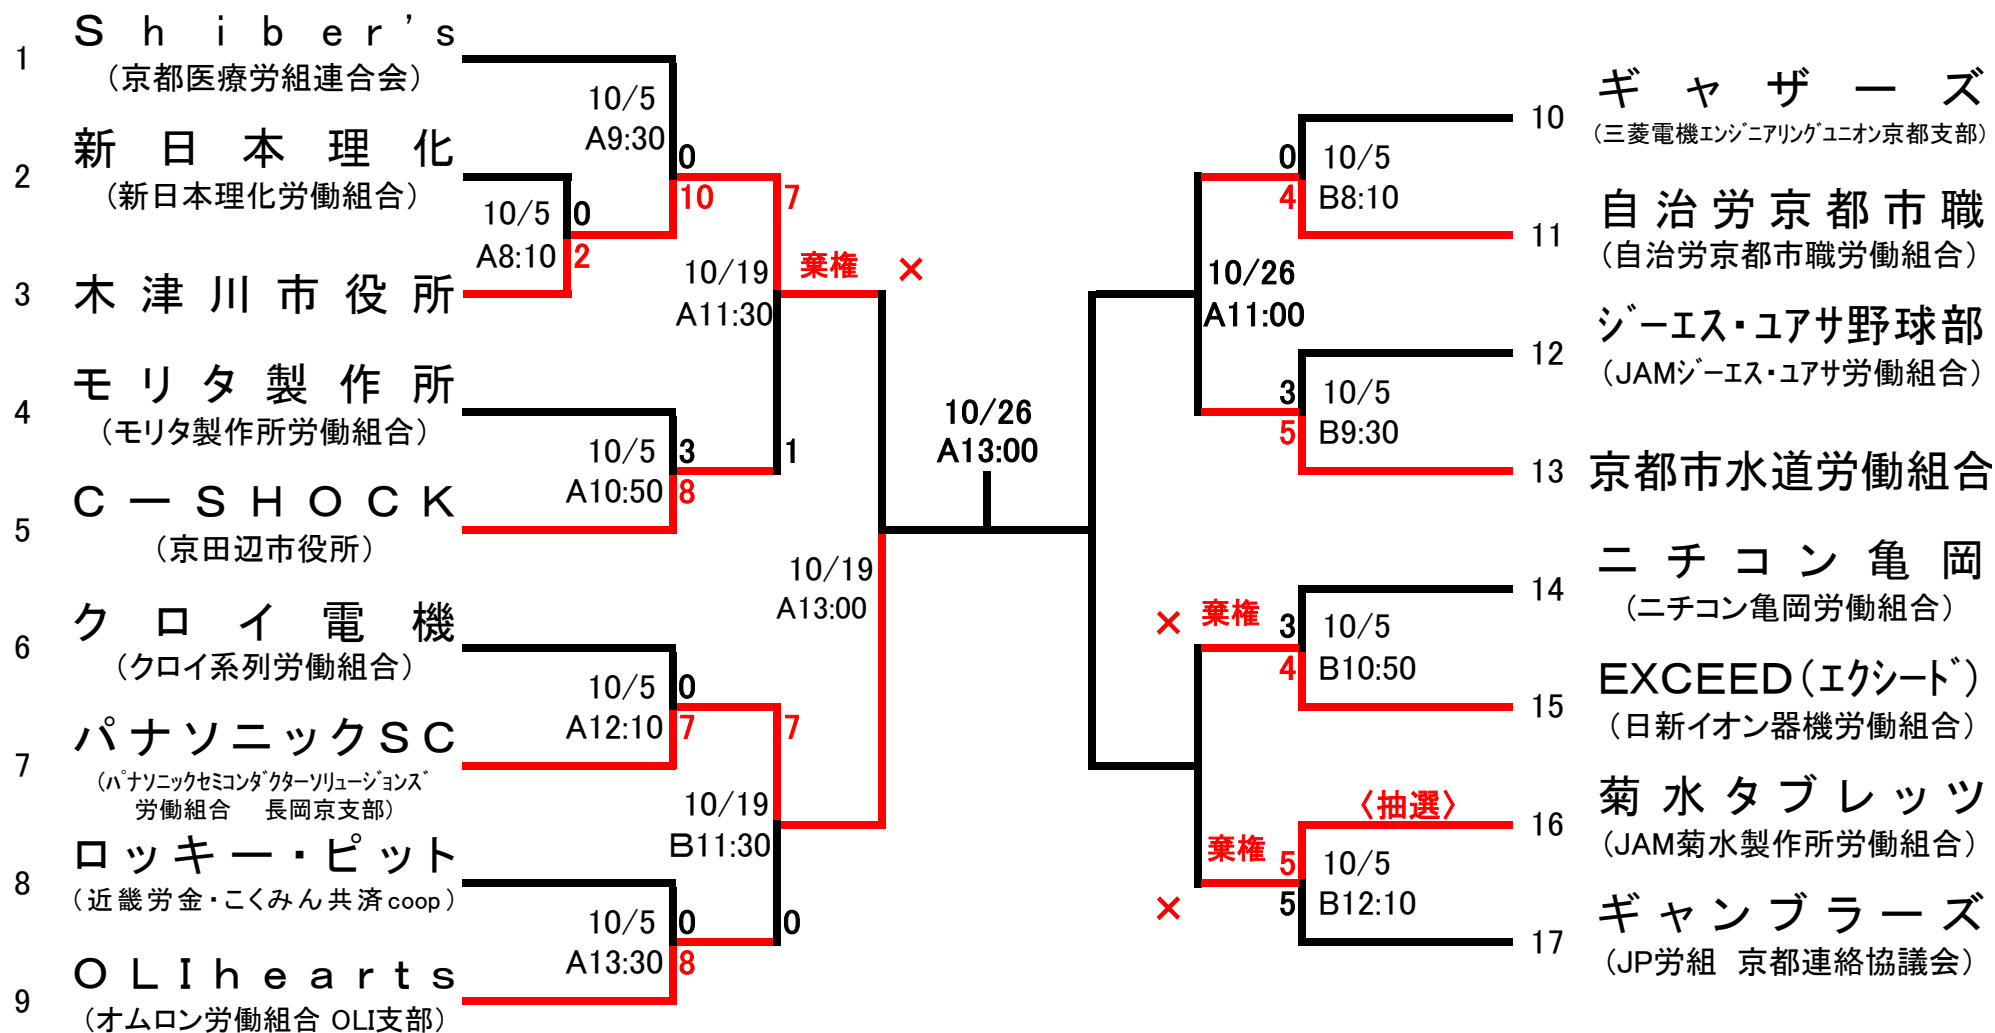 1
Shiber's
(京都医療労組連合会)
2
新日本理化
(新日本理化労働組合)
3
木津川市役所
4
モリタ製作所
(モリタ製作所労働組合)
5
C－SHOCK
(京田辺市役所)
6
クロイ電機
(クロイ系列労働組合)
7
パナソニックSC
(ﾊﾟﾅｿﾆｯｸｾﾐｺﾝﾀﾞｸﾀｰｿﾘｭｰｼﾞｮﾝｽﾞ
労働組合　長岡京支部)
8
ロッキー・ピット
(近畿労金・こくみん共済coop)
9
OLIhearts
(オムロン労働組合 OLI支部)
10/5
A9:30
0
10
10/5
A8:10
0
2
7
10/19
A11:30
棄権
×
10/5
A10:50
3
8
1
10/19
A13:00
10/5
A12:10
0
7
7
10/19
B11:30
10/5
A13:30
0
8
0
10/26
A13:00
10/26
A11:00
0
4
10/5
B8:10
3
5
10/5
B9:30
×
棄権
3
4
10/5
B10:50
〈抽選〉
棄権
×
5
5
10/5
B12:10
10
ギャザーズ
(三菱電機ｴﾝｼﾞﾆｱﾘﾝｸﾞﾕﾆｵﾝ京都支部)
11
自治労京都市職
(自治労京都市職労働組合)
12
ｼﾞｰｴｽ・ﾕｱｻ野球部
(JAMｼﾞｰｴｽ・ﾕｱｻ労働組合)
13
京都市水道労働組合
14
ニチコン亀岡
(ニチコン亀岡労働組合)
15
EXCEED(ｴｸｼｰﾄﾞ)
(日新イオン器機労働組合)
16
菊水タブレッツ
(JAM菊水製作所労働組合)
17
ギャンブラーズ
(JP労組　京都連絡協議会)